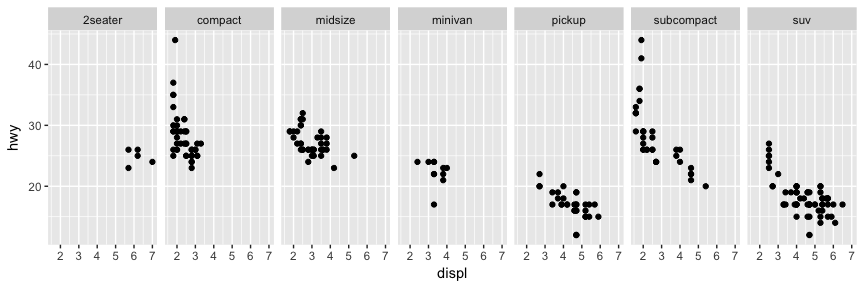 2seater compact midsize minivan pickup subcompact suv
40
30
20
hwy
2 3 4 5 6 7 2 3 4 5 6 7 2 3 4 5 6 7 2 3 4 5 6 7 2 3 4 5 6 7 2 3 4 5 6 7 2 3 4 5 6 7
displ